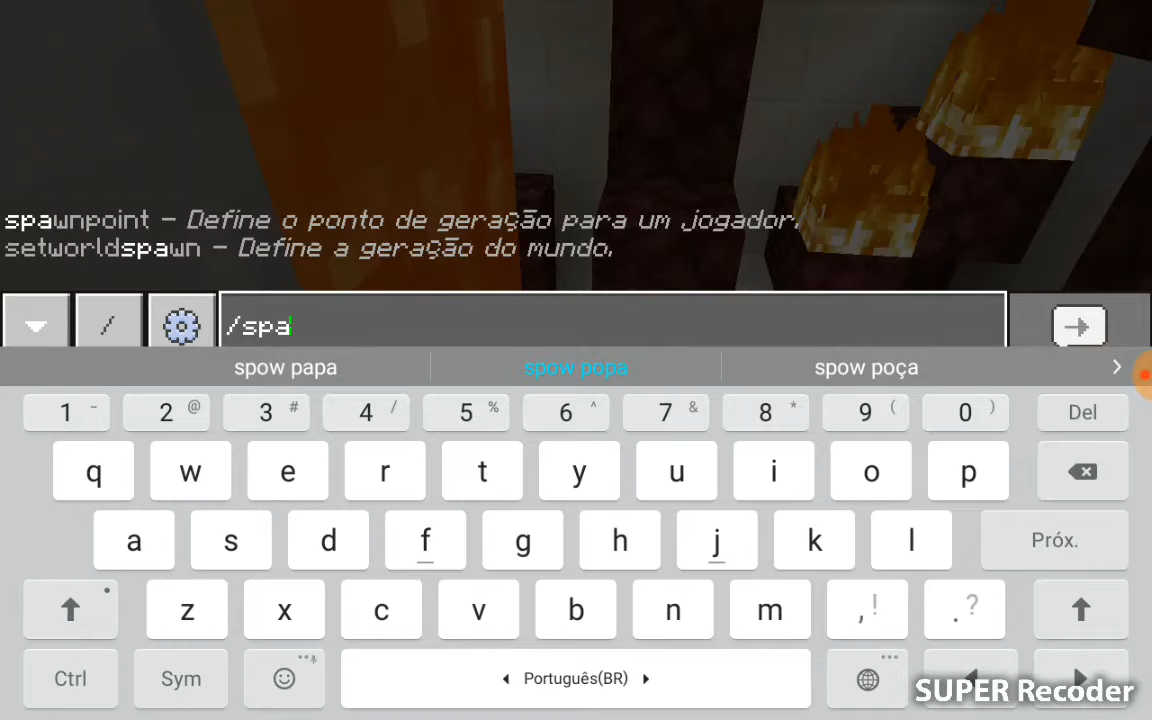 spawnpoint - Define o ponto de geração para um jogador.
setworldspawn - Define a geração do mundo.
/
/spa
spow papa spow popa spow poça
1 - 2 @ 3 # 4 / 5 % 6 ^ 7 & 8 * 9 ( 0 ) Del
q w e r t y u i o p
a s d f g h j k l Próx.
z x c v b n m , ! . ?
Ctrl Sym Português(BR)
SUPER Recoder